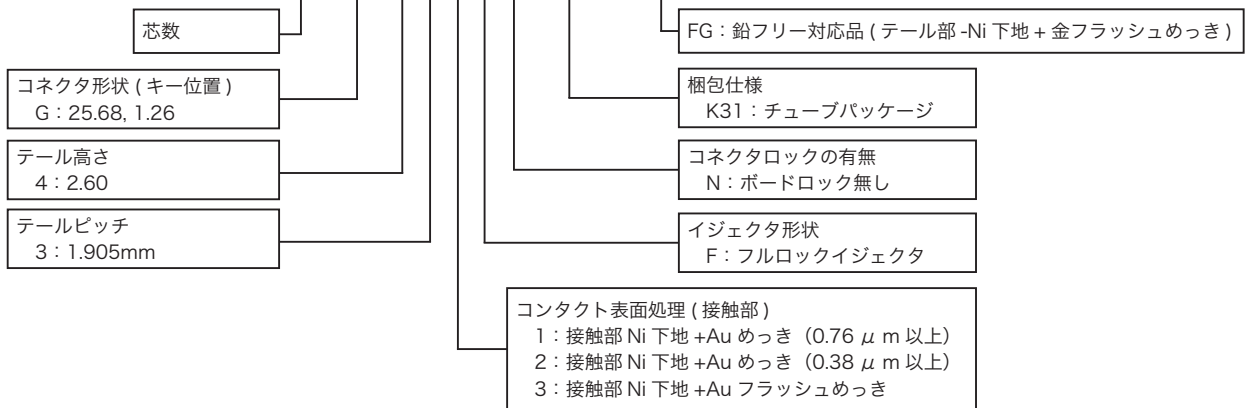 芯数
コネクタ形状 ( キー位置 )
G：25.68, 1.26
テール高さ
4：2.60
テールピッチ
3：1.905mm
FG：鉛フリー対応品 ( テール部 -Ni 下地 + 金フラッシュめっき )
梱包仕様
K31：チューブパッケージ
コネクタロックの有無
N：ボードロック無し
イジェクタ形状
F：フルロックイジェクタ
コンタクト表面処理 ( 接触部 )
1：接触部 Ni 下地 +Au めっき（0.76 μ m 以上）
2：接触部 Ni 下地 +Au めっき（0.38 μ m 以上）
3：接触部 Ni 下地 +Au フラッシュめっき